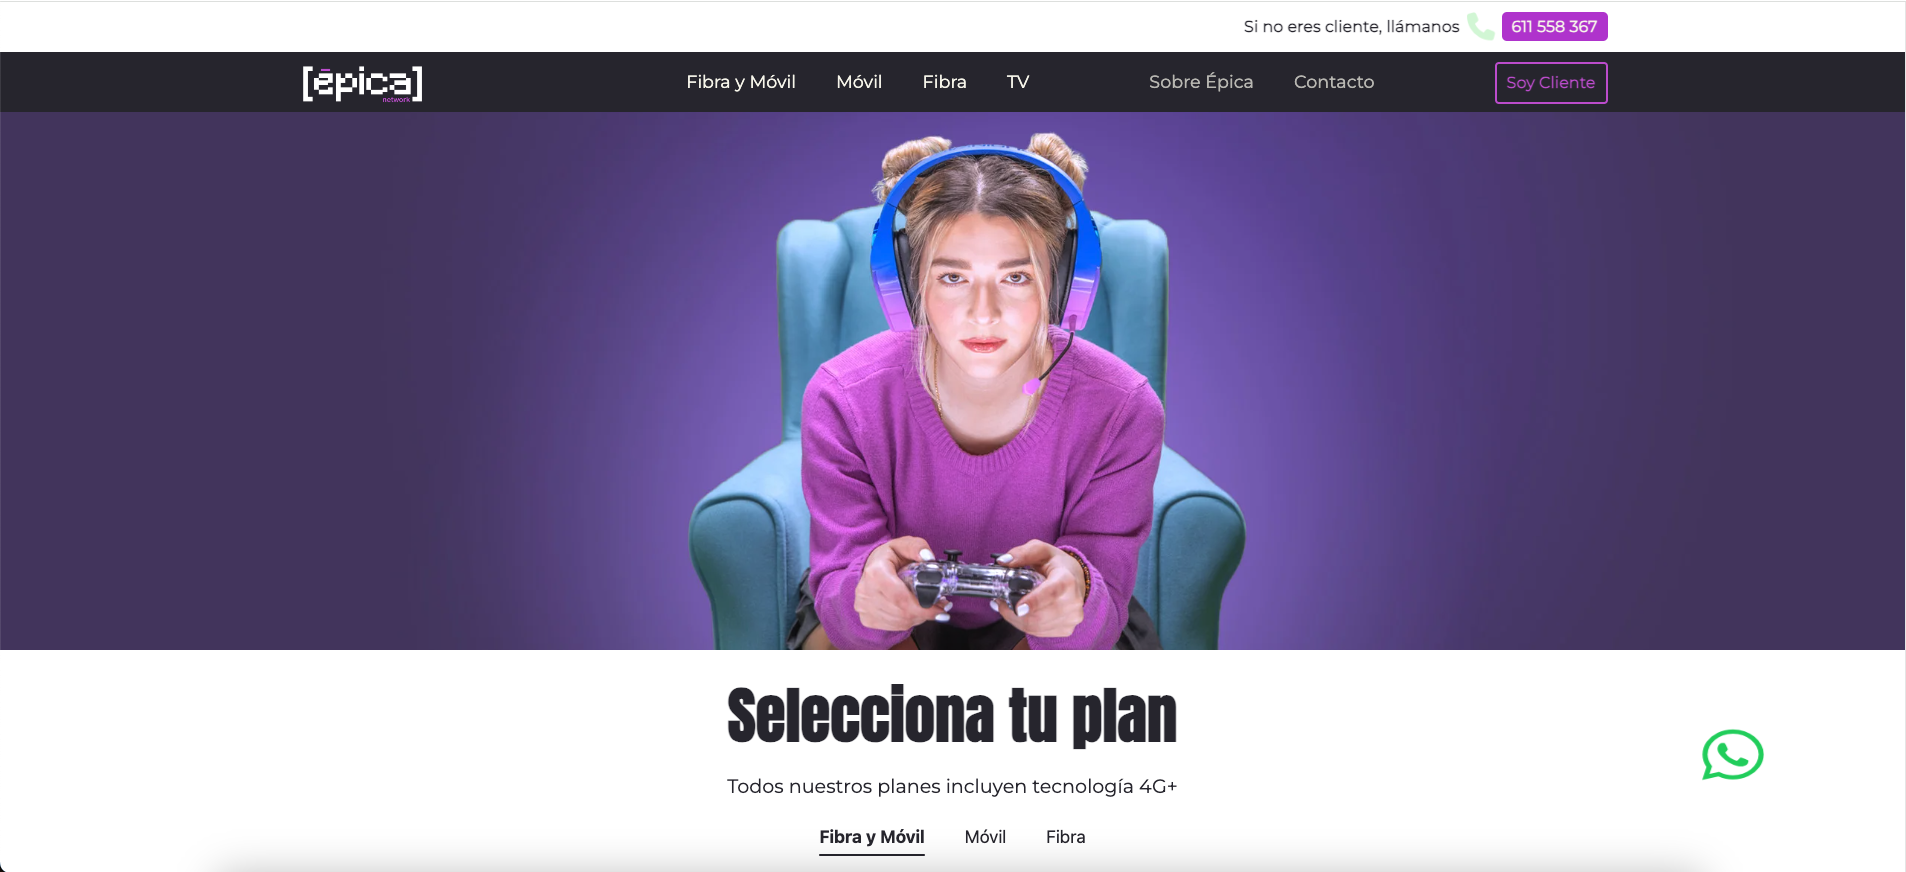 Si no eres cliente, llámanos 611 558 367
[épica] network
Fibra y Móvil Móvil Fibra TV Sobre Épica Contacto Soy Cliente
Selecciona tu plan
Todos nuestros planes incluyen tecnología 4G+
Fibra y Móvil Móvil Fibra